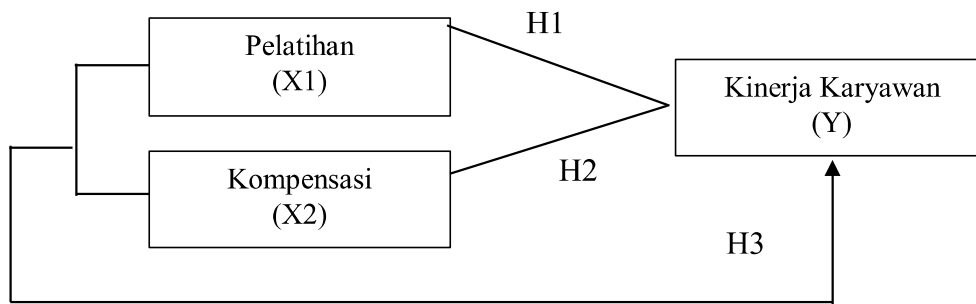 Pelatihan
(X1)
H1
Kinerja Karyawan
(Y)
Kompensasi
(X2)
H2
H3